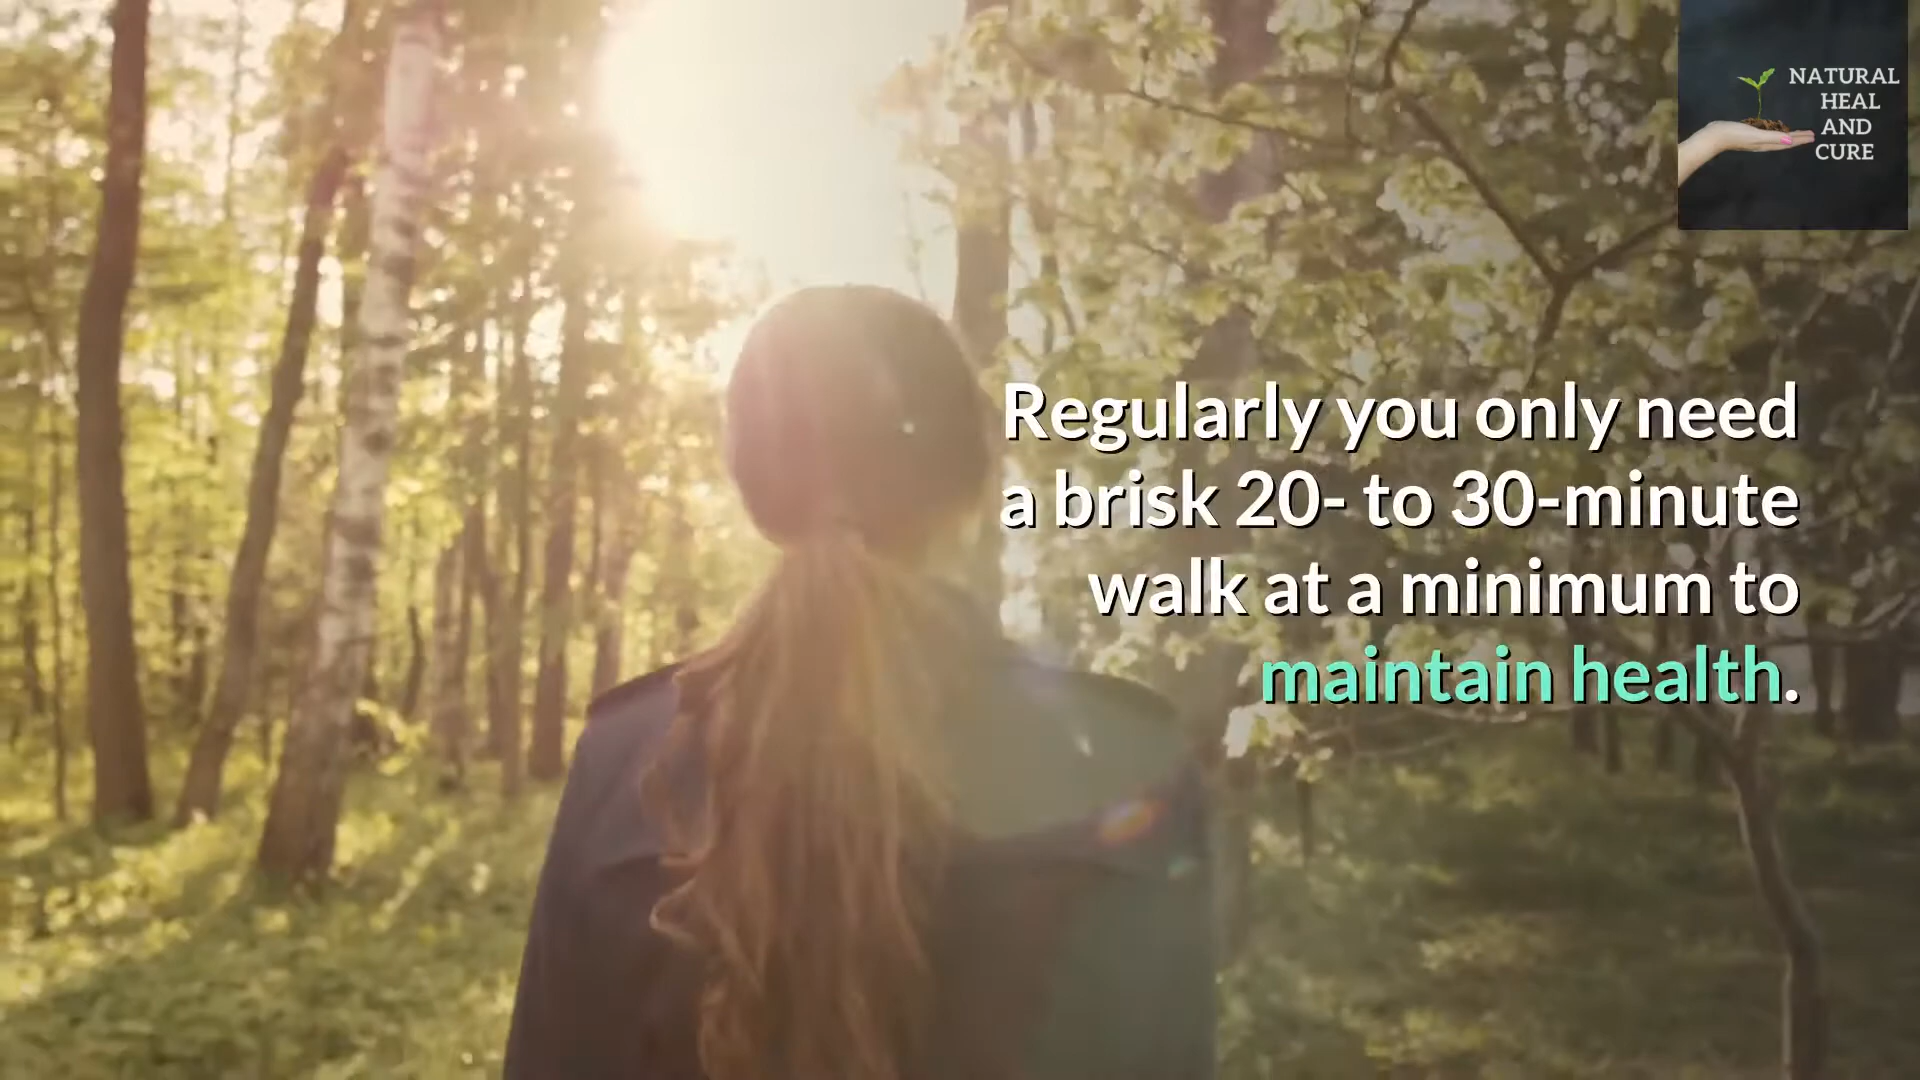 NATURAL
HEAL
AND
CURE
Regularly you only need
a brisk 20- to 30-minute
walk at a minimum to
maintain health.